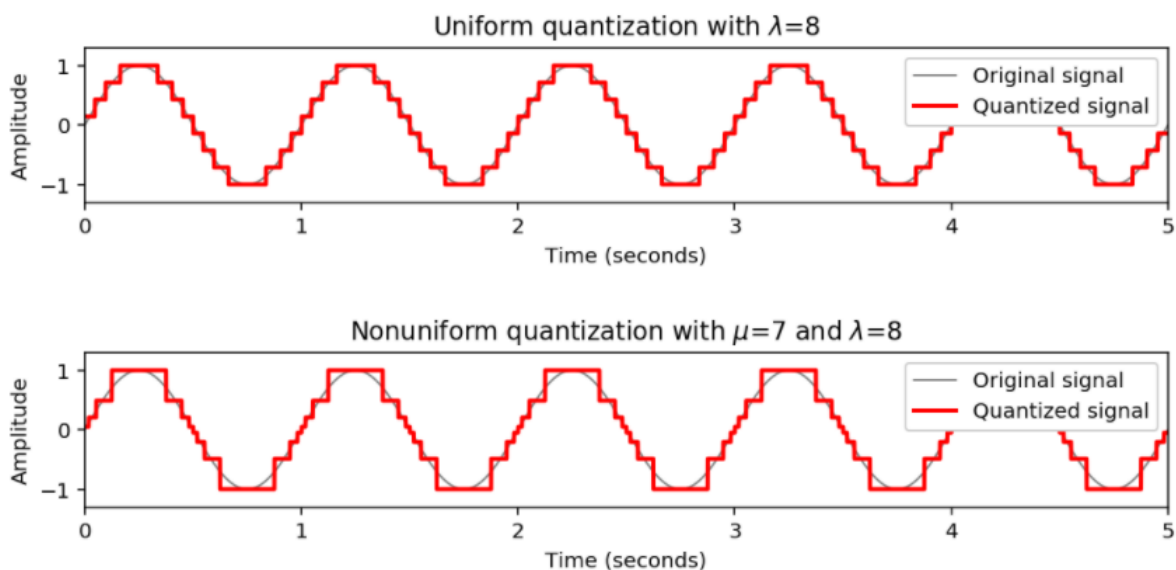 Uniform quantization with λ=8
Amplitude
1
0
−1
Original signal
Quantized signal
0 1 2 3 4 5
Time (seconds)
Nonuniform quantization with μ=7 and λ=8
Amplitude
1
0
−1
Original signal
Quantized signal
0 1 2 3 4 5
Time (seconds)